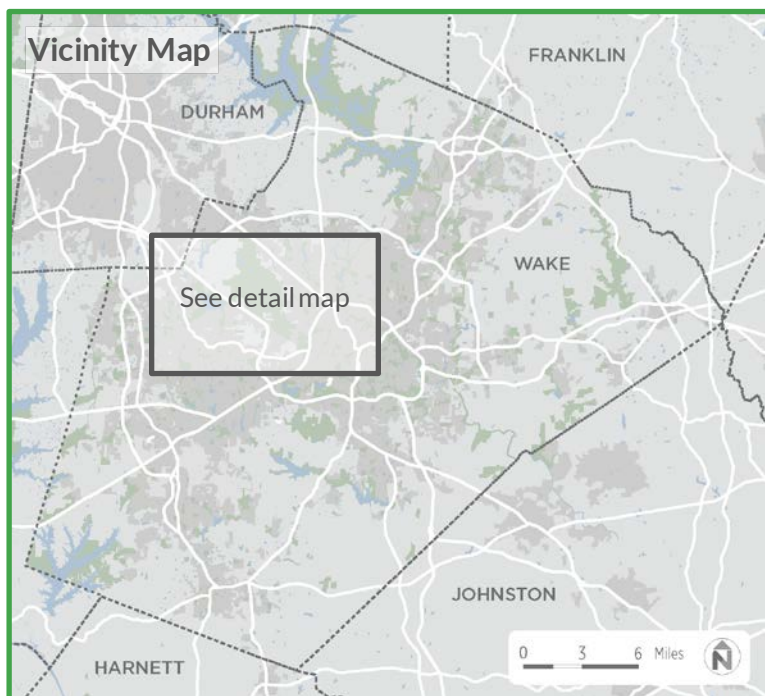 Vicinity Map
FRANKLIN
DURHAM
WAKE
See detail map
JOHNSTON
0 3 6 Miles N
HARNETT